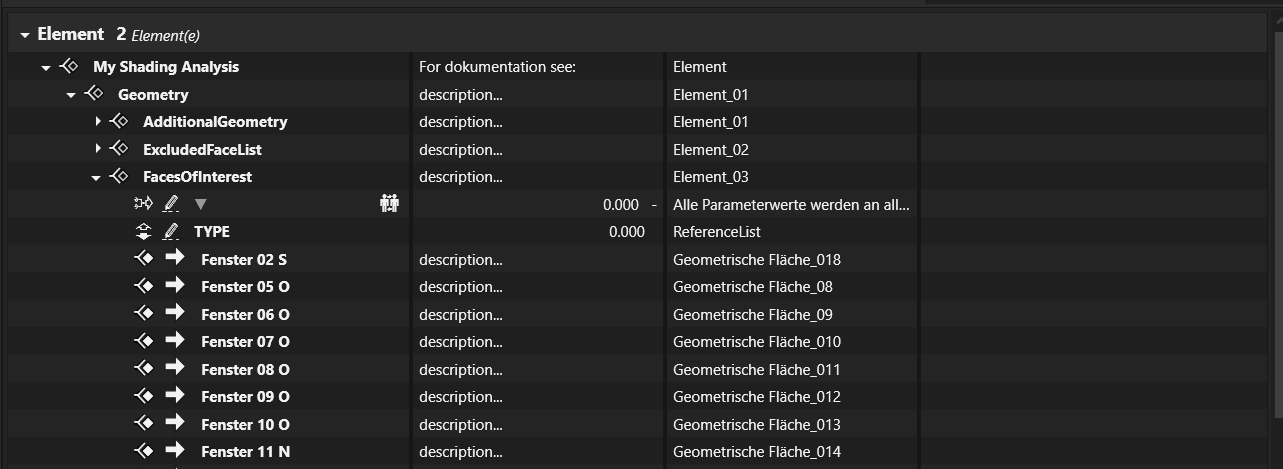 Element 2 Element(e)
My Shading Analysis For dokumentation see: Element
Geometry description... Element_01
AdditionalGeometry description... Element_01
ExcludedFaceList description... Element_02
FacesOfInterest description... Element_03
0.000 - Alle Parameterwerte werden an all...
TYPE 0.000 ReferenceList
Fenster 02 S description... Geometrische Fläche_018
Fenster 05 O description... Geometrische Fläche_08
Fenster 06 O description... Geometrische Fläche_09
Fenster 07 O description... Geometrische Fläche_010
Fenster 08 O description... Geometrische Fläche_011
Fenster 09 O description... Geometrische Fläche_012
Fenster 10 O description... Geometrische Fläche_013
Fenster 11 N description... Geometrische Fläche_014